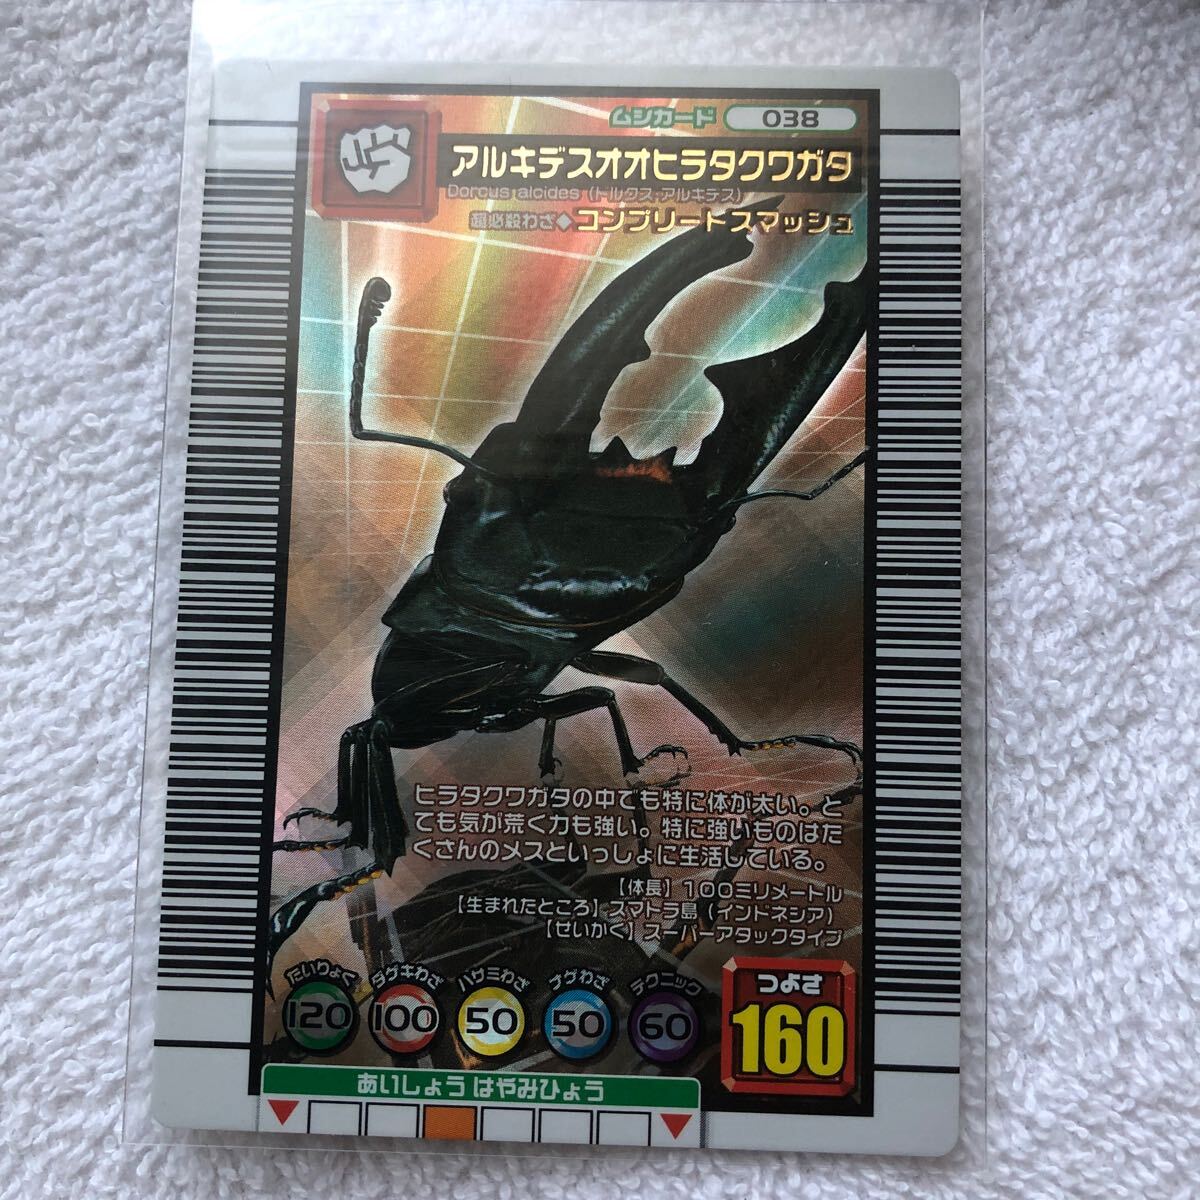 ムシカード 038
アルキデスオオヒラタクワガタ
Dorcus alcides (ドルクス アルキデス)
超必殺わざ◆コンプリートスマッシュ
ヒラタクワガタの中でも特に体が太い。と
ても気が荒く力も強い。特に強いものはた
くさんのメスといっしょに生活している。
【体長】100ミリメートル
【生まれたところ】スマトラ島（インドネシア）
【せいかく】スーパーアタックタイプ
たいりょく ダゲキわざ ハサミわざ ナゲわざ テクニック つよさ
120 100 50 50 60 160
あいしょう はやみひょう